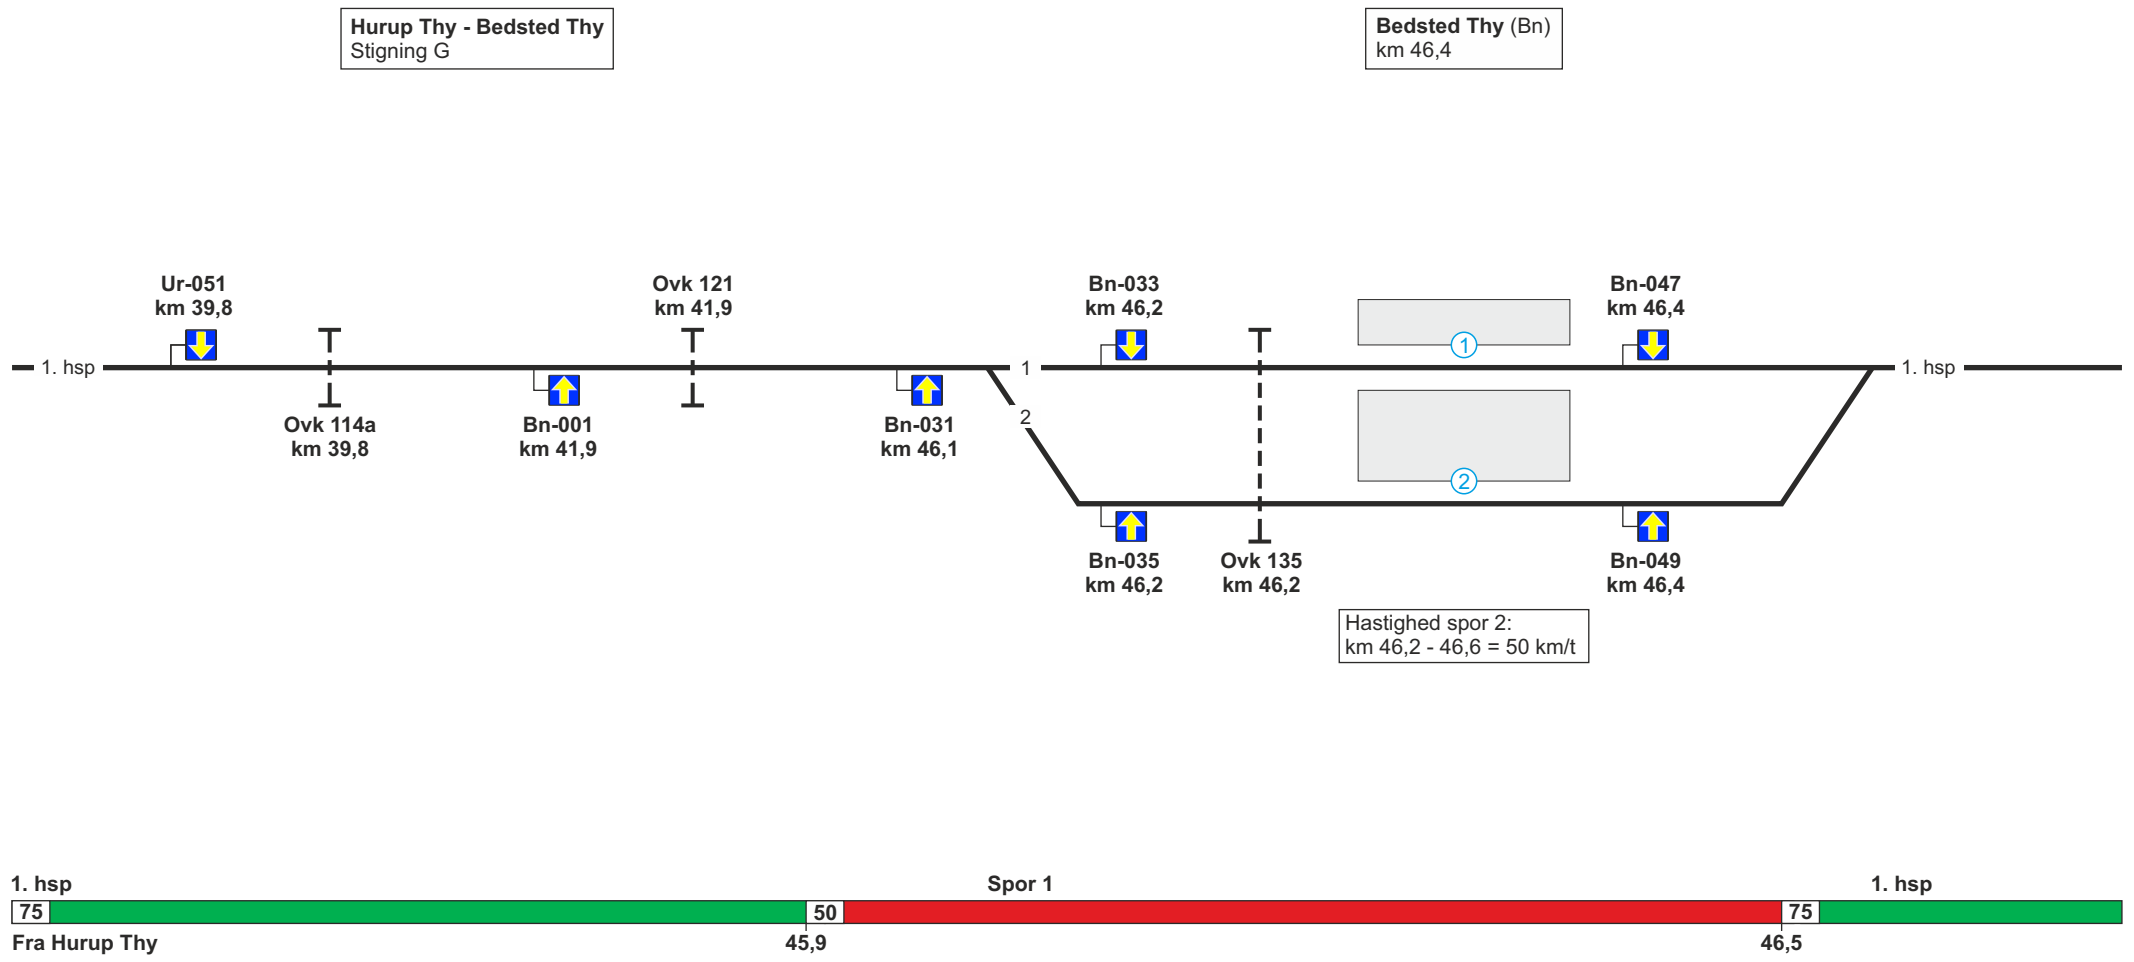 Hurup Thy - Bedsted Thy
Stigning G
Bedsted Thy (Bn)
km 46,4
Ur-051
km 39,8
Ovk 121
km 41,9
Bn-033
km 46,2
Bn-047
km 46,4
1
1. hsp
1
1. hsp
2
Ovk 114a
km 39,8
Bn-001
km 41,9
Bn-031
km 46,1
2
Bn-035
km 46,2
Ovk 135
km 46,2
Bn-049
km 46,4
Hastighed spor 2:
km 46,2 - 46,6 = 50 km/t
1. hsp
Spor 1
1. hsp
75
50
75
Fra Hurup Thy
45,9
46,5